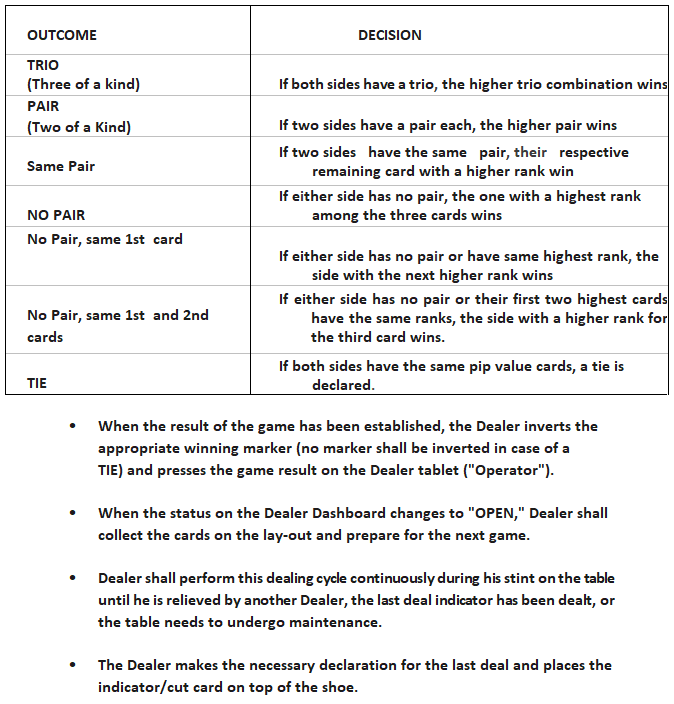 OUTCOME DECISION
TRIO
(Three of a kind) If both sides have a trio, the higher trio combination wins
PAIR
(Two of a Kind) If two sides have a pair each, the higher pair wins
Same Pair If two sides have the same pair, their respective
remaining card with a higher rank win
NO PAIR If either side has no pair, the one with a highest rank
among the three cards wins
No Pair, same 1st card
If either side has no pair or have same highest rank, the
side with the next higher rank wins
No Pair, same 1st and 2nd
cards
If either side has no pair or their first two highest cards
have the same ranks, the side with a higher rank for
the third card wins.
TIE If both sides have the same pip value cards, a tie is
declared.
• When the result of the game has been established, the Dealer inverts the
appropriate winning marker (no marker shall be inverted in case of a
TIE) and presses the game result on the Dealer tablet ("Operator").
• When the status on the Dealer Dashboard changes to "OPEN," Dealer shall
collect the cards on the lay-out and prepare for the next game.
• Dealer shall perform this dealing cycle continuously during his stint on the table
until he is relieved by another Dealer, the last deal indicator has been dealt, or
the table needs to undergo maintenance.
• The Dealer makes the necessary declaration for the last deal and places the
indicator/cut card on top of the shoe.